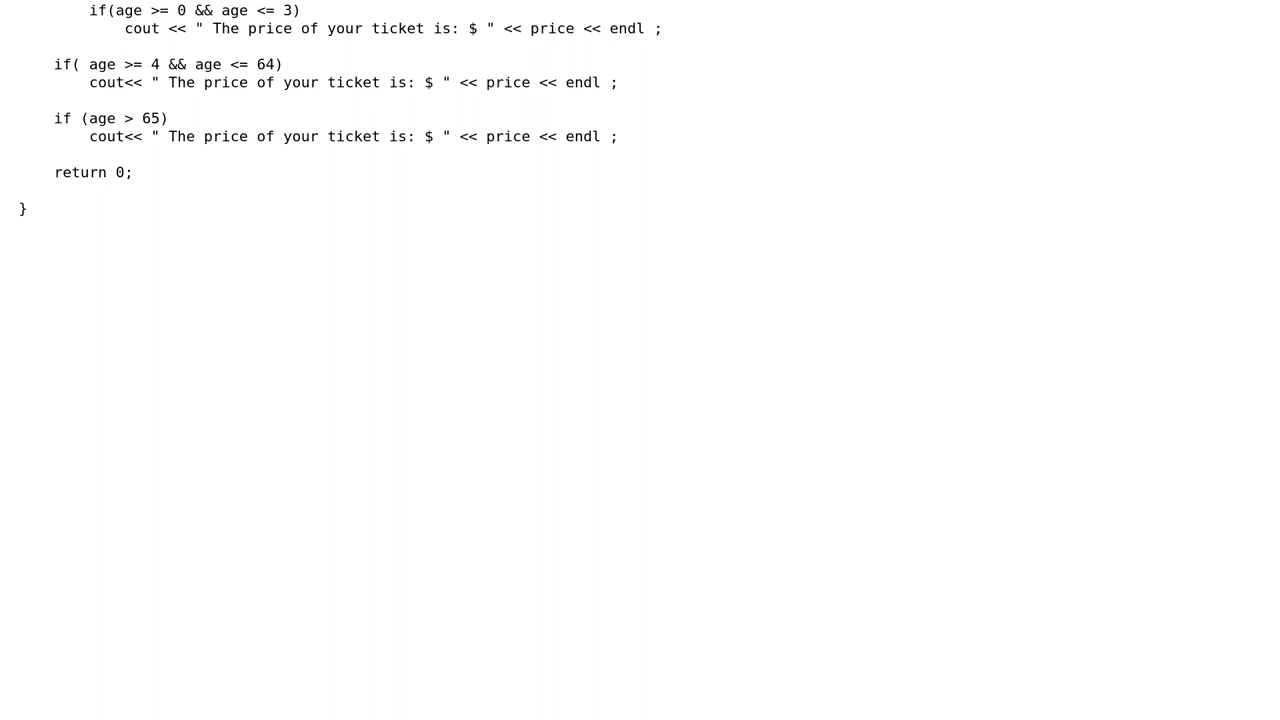 if(age >= 0 && age <= 3)
cout << " The price of your ticket is: $ " << price << endl ;
if( age >= 4 && age <= 64)
cout<< " The price of your ticket is: $ " << price << endl ;
if (age > 65)
cout<< " The price of your ticket is: $ " << price << endl ;
return 0;
}